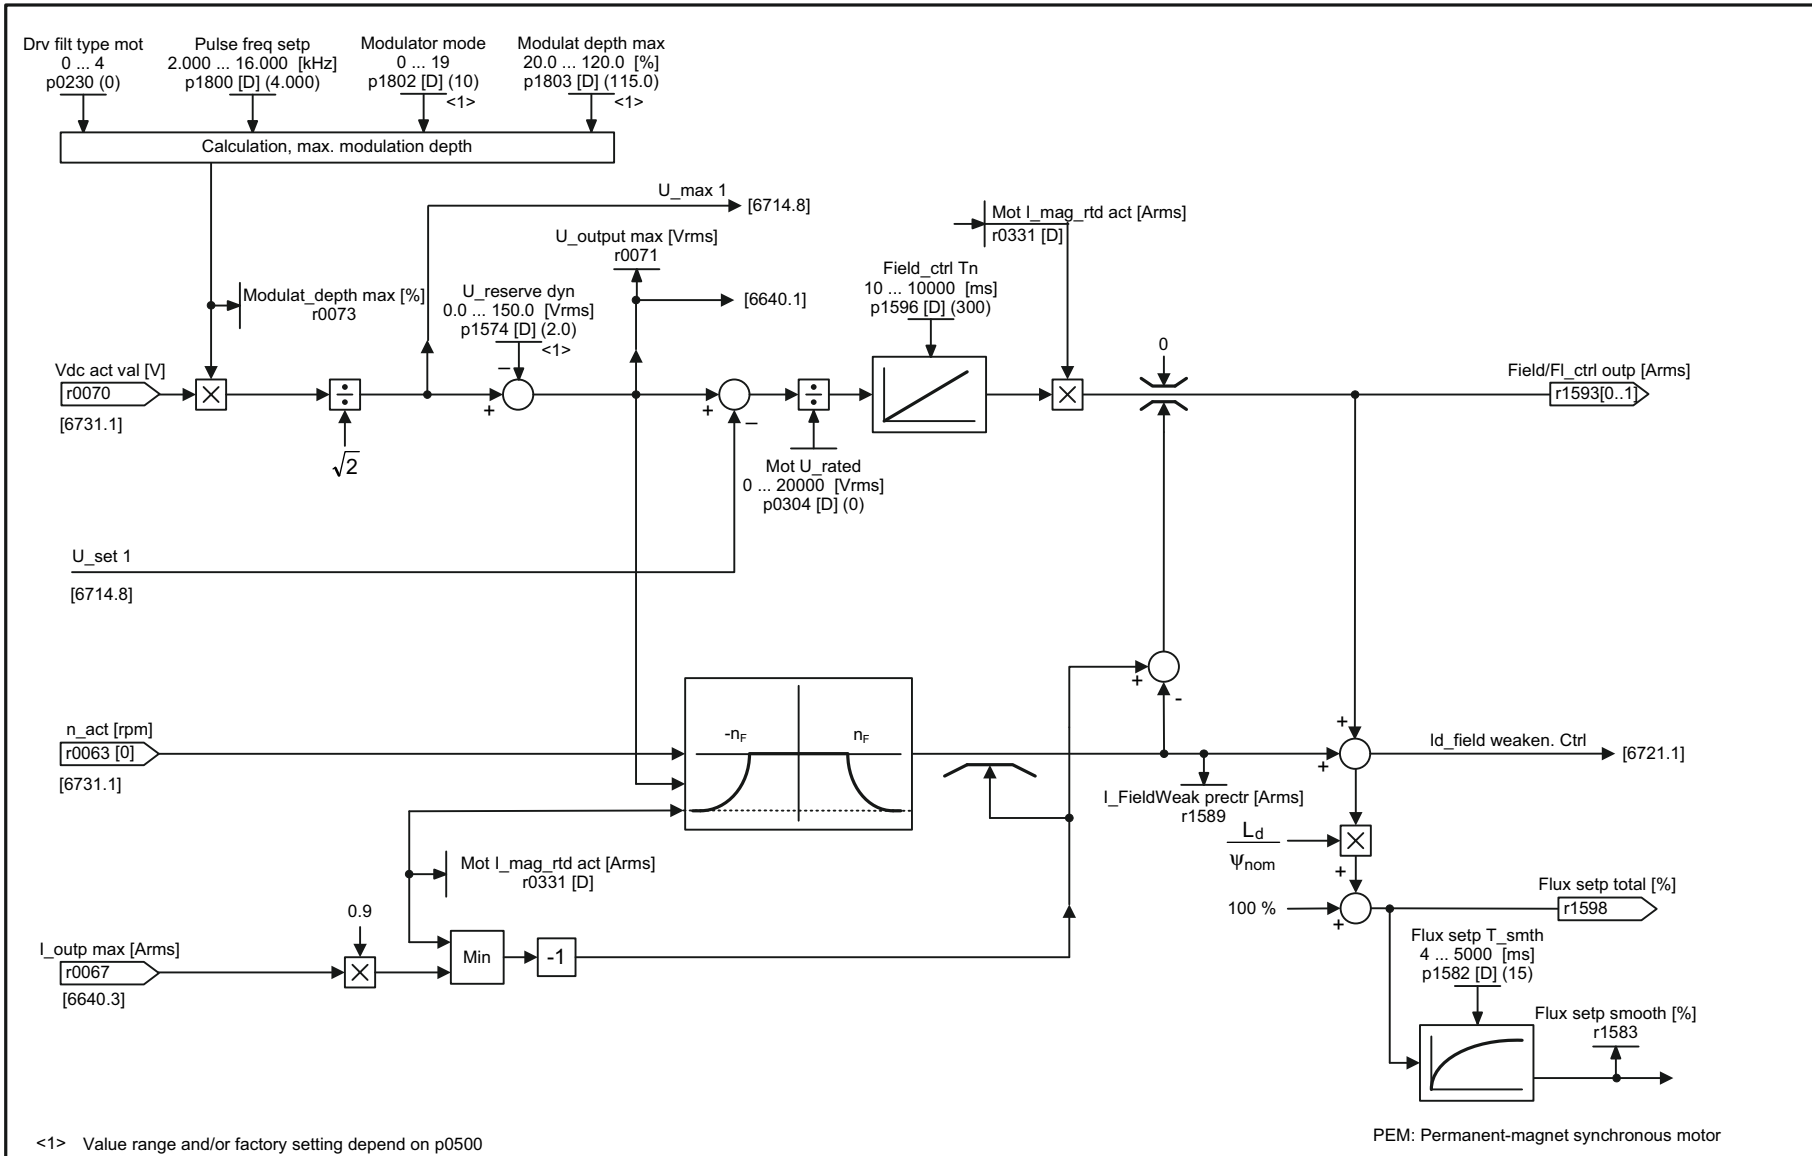 Drv filt type mot
0 ... 4
p0230 (0)
Pulse freq setp
2.000 ... 16.000 [kHz]
p1800 [D] (4.000)
Modulator mode
0 ... 19
p1802 [D] (10)
<1>
Modulat depth max
20.0 ... 120.0 [%]
p1803 [D] (115.0)
<1>
Calculation, max. modulation depth
U_max 1
[6714.8]
U_output max [Vrms]
r0071
[6640.1]
Mot I_mag_rtd act [Arms]
r0331 [D]
Field_ctrl Tn
10 ... 10000 [ms]
p1596 [D] (300)
Modulat_depth max [%]
r0073
U_reserve dyn
0.0 ... 150.0 [Vrms]
p1574 [D] (2.0)
<1>
0
Vdc act val [V]
r0070
[6731.1]
√2
+
−
+
−
Mot U_rated
0 ... 20000 [Vrms]
p0304 [D] (0)
Field/Fl_ctrl outp [Arms]
r1593[0..1]
U_set 1
[6714.8]
+
-
n_act [rpm]
r0063 [0]
[6731.1]
-nF
nF
+
+
Id_field weaken. Ctrl
[6721.1]
I_FieldWeak prectr [Arms]
r1589
Ld
ψnom
+
100 %
+
Flux setp total [%]
r1598
Mot I_mag_rtd act [Arms]
r0331 [D]
0.9
I_outp max [Arms]
r0067
[6640.3]
Min
-1
Flux setp T_smth
4 ... 5000 [ms]
p1582 [D] (15)
Flux setp smooth [%]
r1583
<1> Value range and/or factory setting depend on p0500
PEM: Permanent-magnet synchronous motor